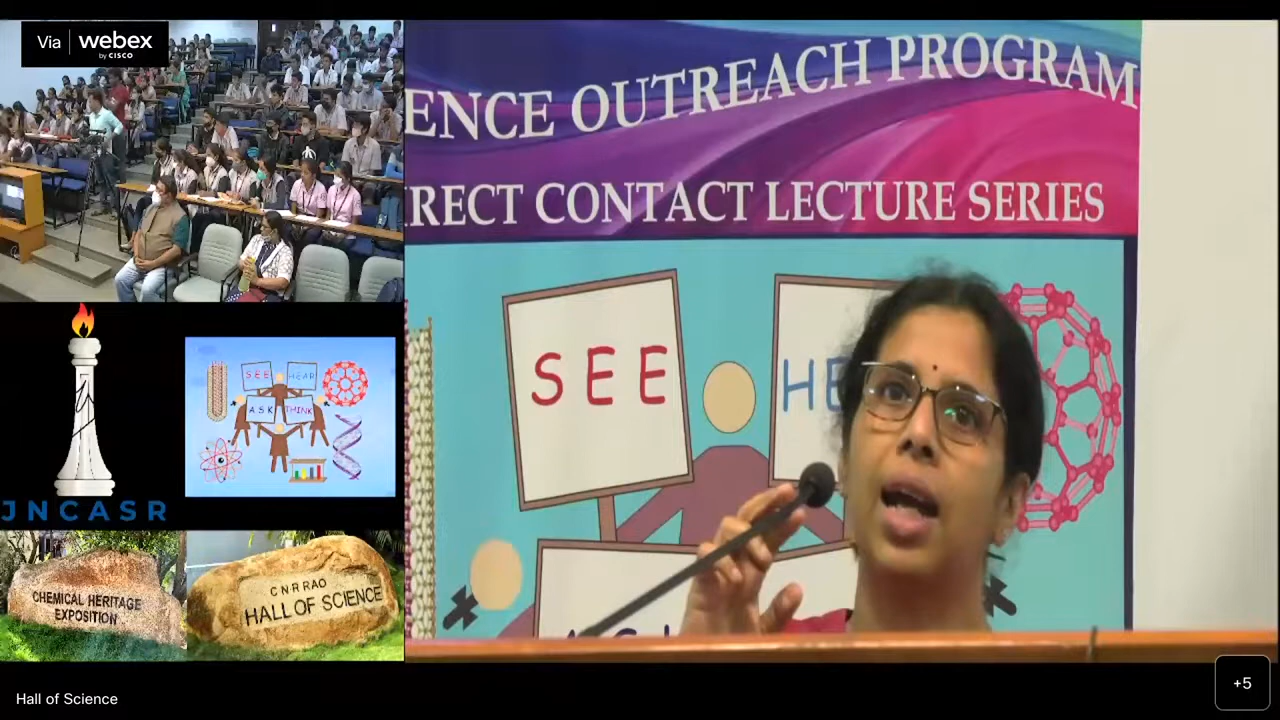 Via webex
by CISCO
ENCE OUTREACH PROGRAM
RECT CONTACT LECTURE SERIES
SEE
HE
SEE HEAR
ASK THINK
JNCASR
CHEMICAL HERITAGE
EXPOSITION
C N R RAO
HALL OF SCIENCE
Hall of Science
+5